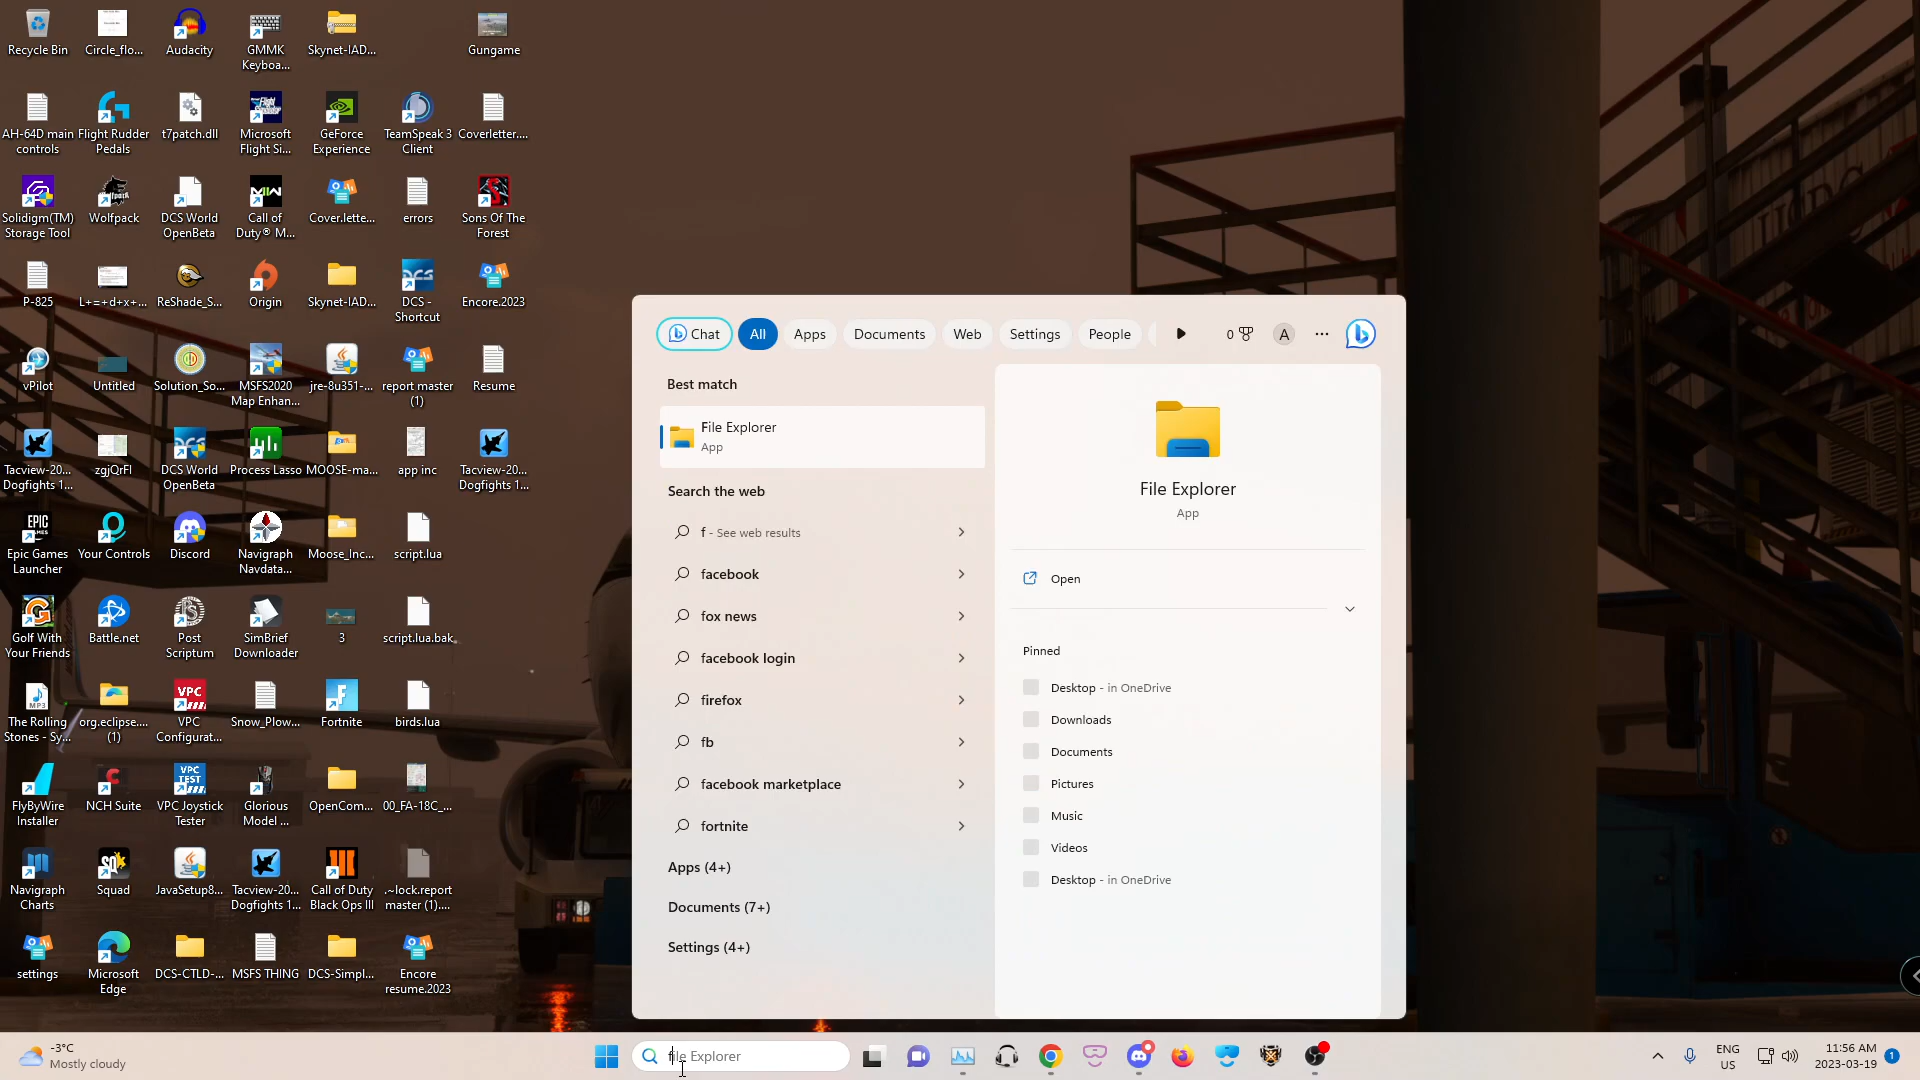 Recycle Bin
Circle_flo...
Audacity
GMMK
Keyboa...
Skynet-IAD...
Gungame
AH-64D main
controls
Flight Rudder
Pedals
t7patch.dll
Microsoft
Flight Si...
GeForce
Experience
TeamSpeak 3
Client
Coverletter....
Solidigm(TM)
Storage Tool
Wolfpack
DCS World
OpenBeta
Call of
Duty® M...
Cover.lette...
errors
Sons Of The
Forest
P-825
L+=+d+x+...
ReShade_S...
Origin
Skynet-IAD...
DCS -
Shortcut
Encore.2023
vPilot
Untitled
Solution_So...
MSFS2020
Map Enhan...
jre-8u351-...
report master
(1)
Resume
Tacview-20...
Dogfights 1...
zgjQrFl
DCS World
OpenBeta
Process Lasso
MOOSE-ma...
app inc
Tacview-20...
Dogfights 1...
Epic Games
Launcher
Your Controls
Discord
Navigraph
Navdata...
Moose_Inc...
script.lua
Golf With
Your Friends
Battle.net
Post
Scriptum
SimBrief
Downloader
3
script.lua.bak
The Rolling
Stones - Sy...
org.eclipse....
(1)
VPC
Configurat...
Snow_Plow...
Fortnite
birds.lua
FlyByWire
Installer
NCH Suite
VPC Joystick
Tester
Glorious
Model ...
OpenCom...
00_FA-18C_...
Navigraph
Charts
Squad
JavaSetup8...
Tacview-20...
Dogfights 1...
Call of Duty
Black Ops III
.~lock.report
master (1)....
settings
Microsoft
Edge
DCS-CTLD-...
MSFS THING
DCS-Simpl...
Encore
resume.2023
Chat
All
Apps
Documents
Web
Settings
People
0
A
Best match
File Explorer
App
Search the web
f - See web results
facebook
fox news
facebook login
firefox
fb
facebook marketplace
fortnite
Apps (4+)
Documents (7+)
Settings (4+)
File Explorer
App
Open
Pinned
Desktop - in OneDrive
Downloads
Documents
Pictures
Music
Videos
Desktop - in OneDrive
-3°C
Mostly cloudy
file Explorer
ENG
US
11:56 AM
2023-03-19
1